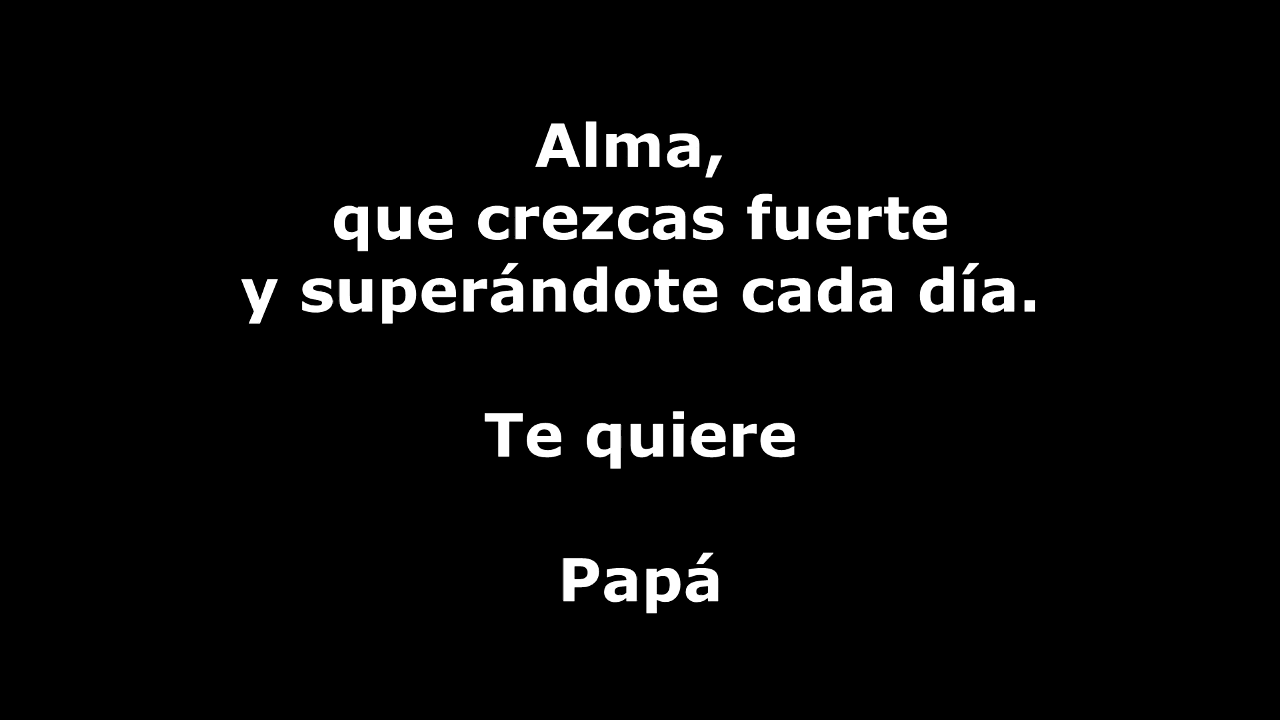 Alma,
que crezcas fuerte
y superándote cada día.
Te quiere
Papá